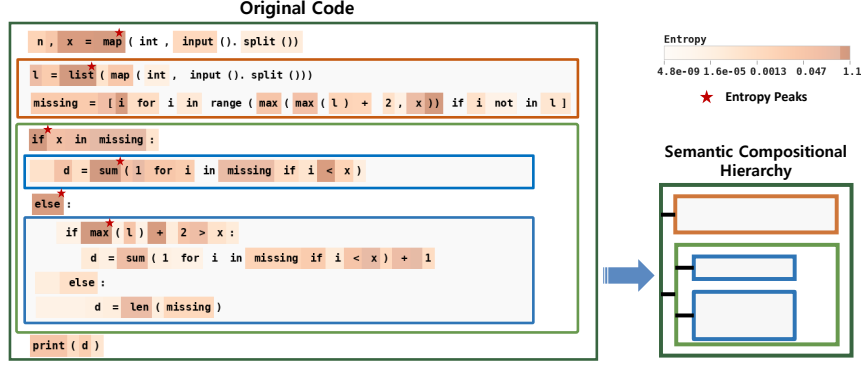 Original Code
n , x = map ( int , input (). split ())
l = list ( map ( int , input (). split ()))
missing = [ i for i in range ( max ( max ( l ) + 2 , x )) if i not in l ]
if x in missing :
d = sum ( 1 for i in missing if i < x )
else :
if max ( l ) + 2 > x :
d = sum ( 1 for i in missing if i < x ) + 1
else :
d = len ( missing )
print ( d )
Entropy
4.8e-09 1.6e-05 0.0013 0.047 1.1
Entropy Peaks
Semantic Compositional
Hierarchy